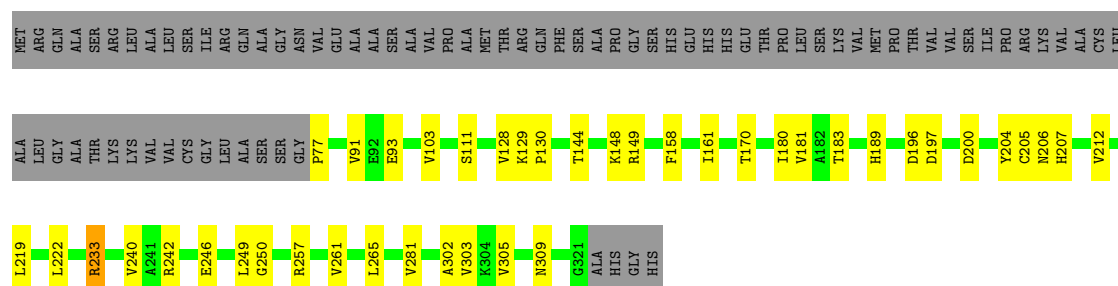 MET ARG GLN ALA SER ARG LEU ALA LEU SER ILE ARG GLN ALA GLY ASN VAL GLU ALA ALA SER ALA VAL PRO ALA MET THR ARG GLN PHE SER ALA PRO GLY SER HIS GLU HIS HIS GLU THR PRO LEU SER LYS VAL MET PRO THR VAL VAL SER ILE PRO ARG LYS VAL ALA CYS LEU
ALA LEU GLY ALA THR LYS LYS VAL VAL CYS GLY LEU ALA SER SER GLY P77 V91 E92 E93 V103 S111 V128 K129 P130 T144 K148 R149 F158 I161 T170 I180 V181 A182 T183 H189 D196 D197 D200 Y204 C205 N206 H207 V212
L219 L222 R233 V240 A241 R242 E246 L249 G250 R257 V261 L265 V281 A302 V303 K304 V305 N309 G321 ALA HIS GLY HIS